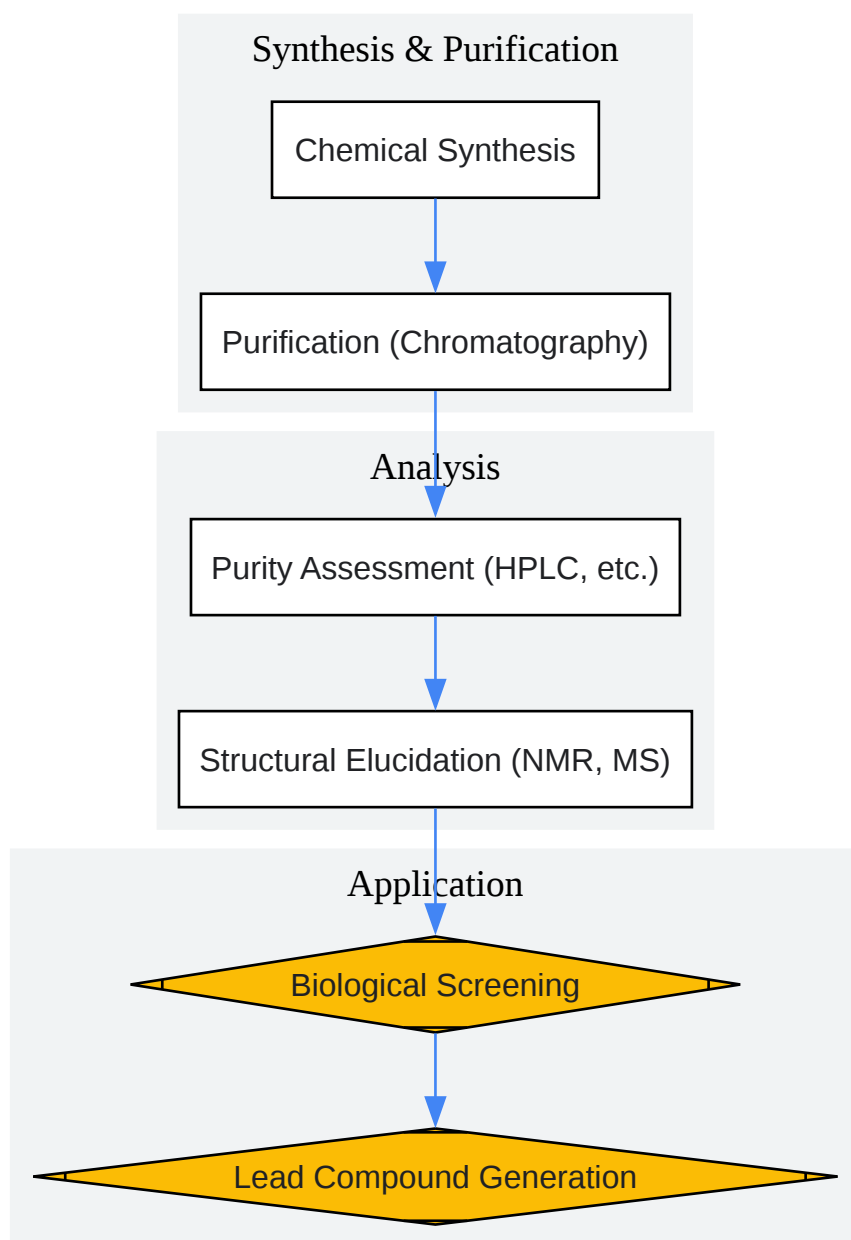 Synthesis & Purification
Chemical Synthesis
Purification (Chromatography)
Analysis
Purity Assessment (HPLC, etc.)
Structural Elucidation (NMR, MS)
Application
Biological Screening
Lead Compound Generation